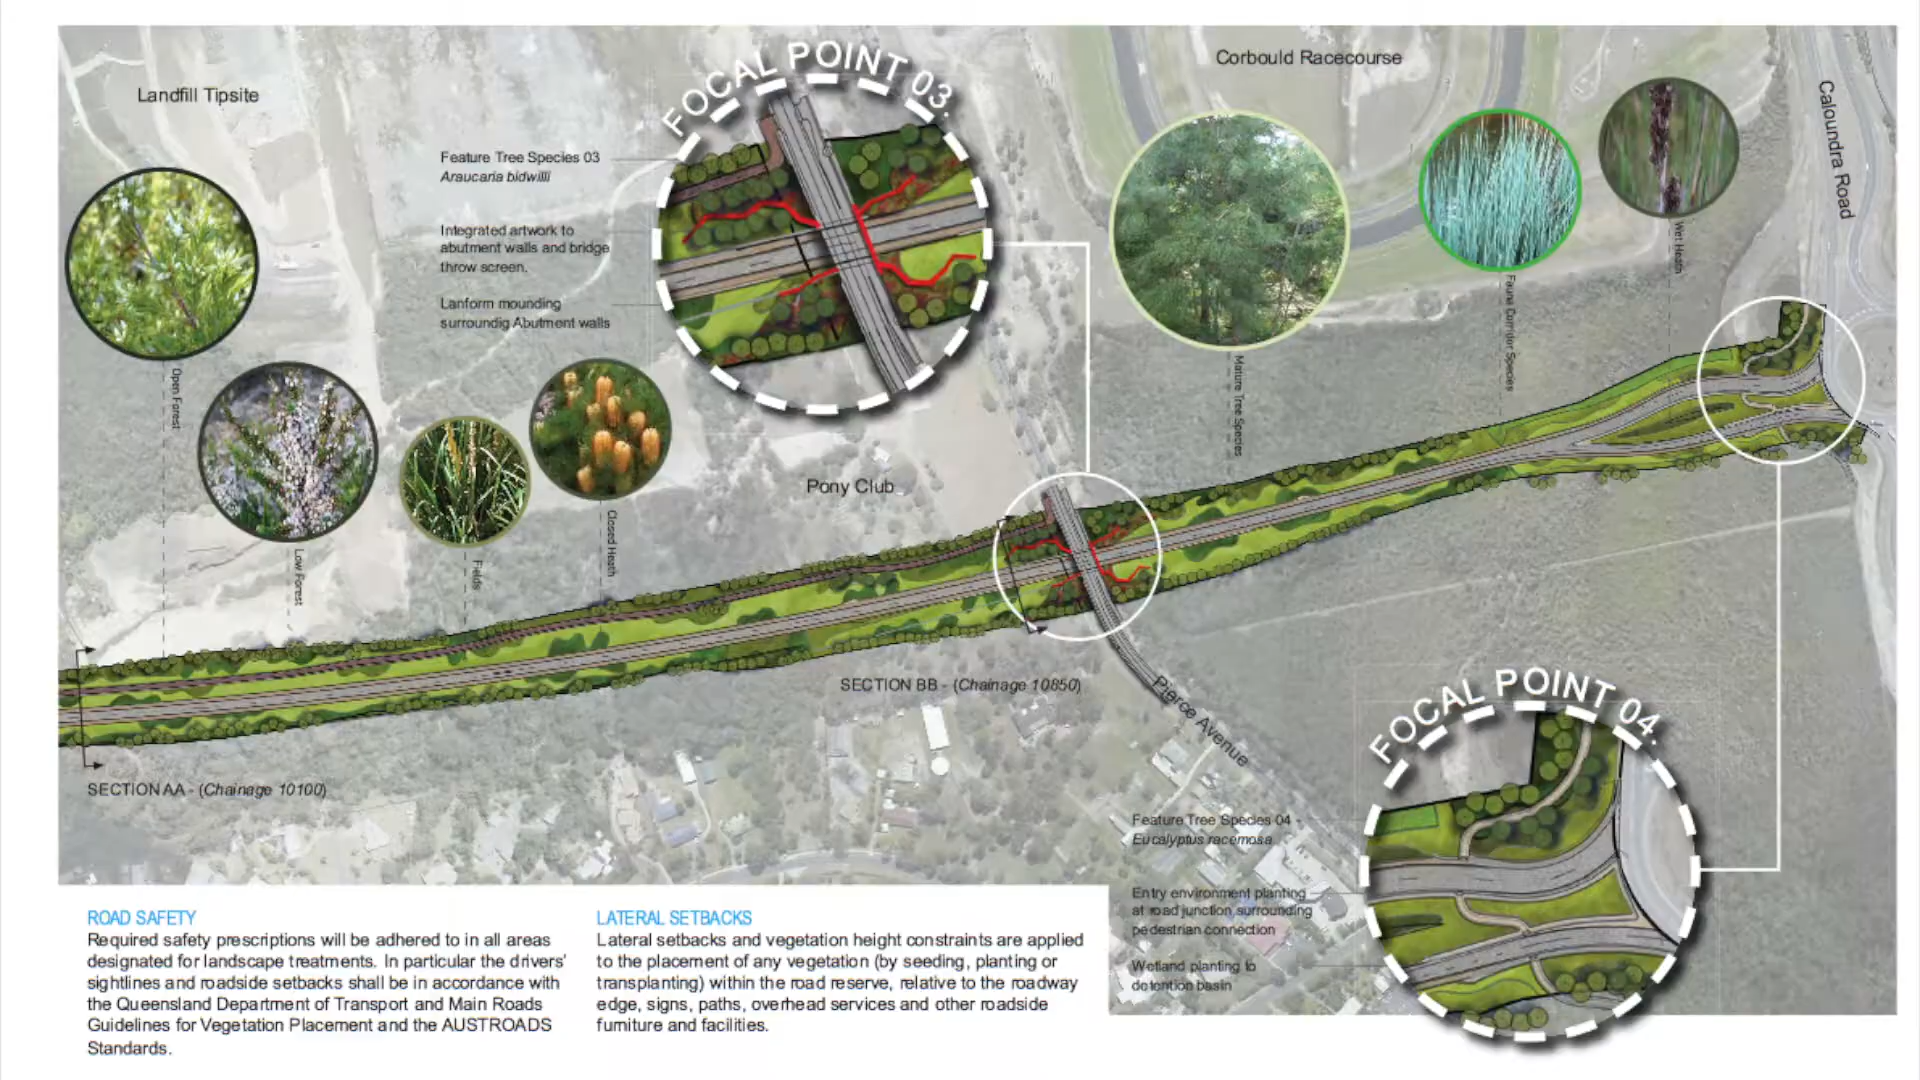 Landfill Tipsite
FOCAL POINT 03.
Corbould Racecourse
Caloundra Road
Feature Tree Species 03
Araucaria bidwilli
Integrated artwork to
abutment walls and bridge
throw screen.
Lanform mounding
surroundig Abutment walls
Open Forest
Low Forest
Fields
Closed Heath
Mature Tree Species
Fauna Corridor Species
Wet Heath
Pony Club
SECTION BB - (Chainage 10850)
Pierce Avenue
SECTION AA - (Chainage 10100)
FOCAL POINT 04.
Feature Tree Species 04 -
Eucalyptus racemosa
Entry environment planting
at road junction surrounding
pedestrian connection
Wetland planting to
detention basin
ROAD SAFETY
Required safety prescriptions will be adhered to in all areas
designated for landscape treatments. In particular the drivers'
sightlines and roadside setbacks shall be in accordance with
the Queensland Department of Transport and Main Roads
Guidelines for Vegetation Placement and the AUSTROADS
Standards.
LATERAL SETBACKS
Lateral setbacks and vegetation height constraints are applied
to the placement of any vegetation (by seeding, planting or
transplanting) within the road reserve, relative to the roadway
edge, signs, paths, overhead services and other roadside
furniture and facilities.